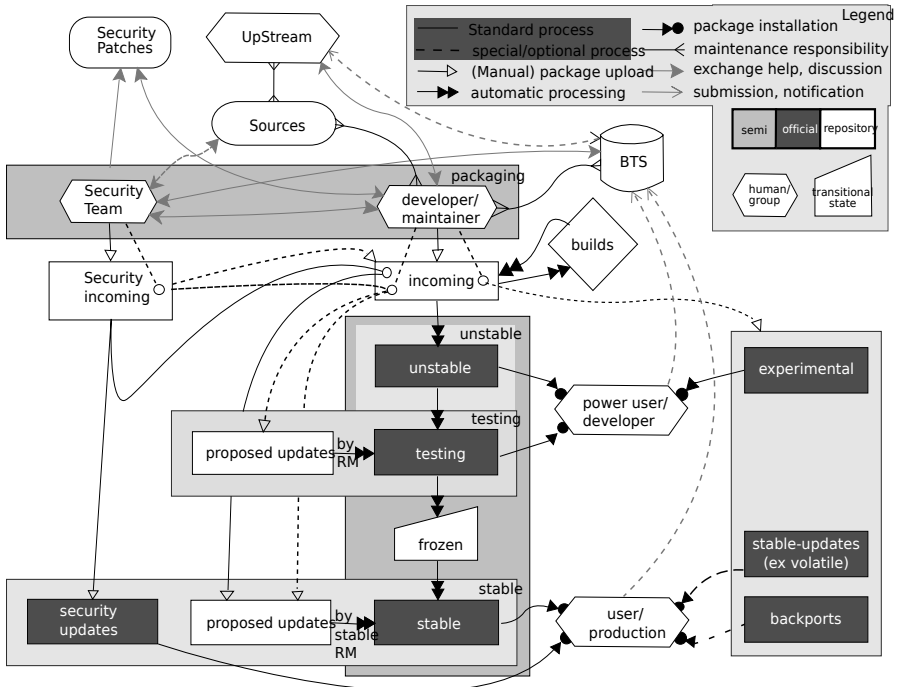 Legend
Standard process
package installation
special/optional process
maintenance responsibility
(Manual) package upload
exchange help, discussion
automatic processing
submission, notification
semi
official
repository
human/
group
transitional
state
Security
Patches
UpStream
Sources
BTS
packaging
Security
Team
developer/
maintainer
builds
Security
incoming
incoming
unstable
unstable
experimental
power user/
developer
testing
proposed updates
by
RM
testing
frozen
stable-updates
(ex volatile)
stable
security
updates
proposed updates
by
stable
RM
stable
user/
production
backports